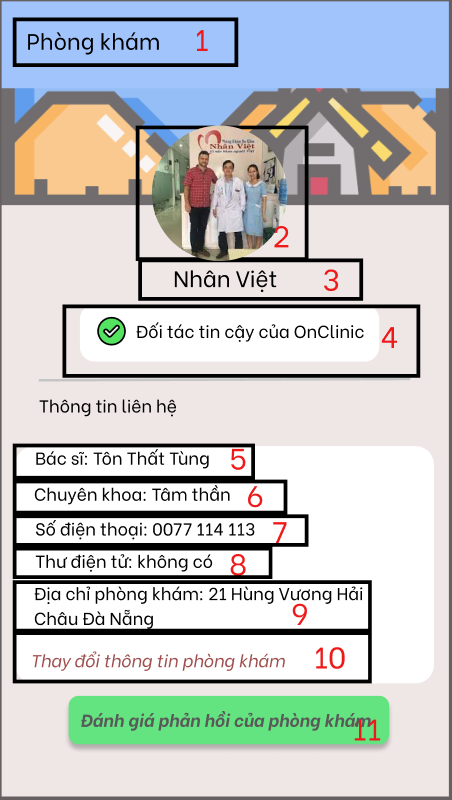 Phòng khám 1
Nhân Việt
2
Nhân Việt 3
Đối tác tin cậy của OnClinic 4
Thông tin liên hệ
Bác sĩ: Tôn Thất Tùng 5
Chuyên khoa: Tâm thần 6
Số điện thoại: 0077 114 113 7
Thư điện tử: không có 8
Địa chỉ phòng khám: 21 Hùng Vương Hải
Châu Đà Nẵng 9
Thay đổi thông tin phòng khám 10
Đánh giá phản hồi của phòng khám 11